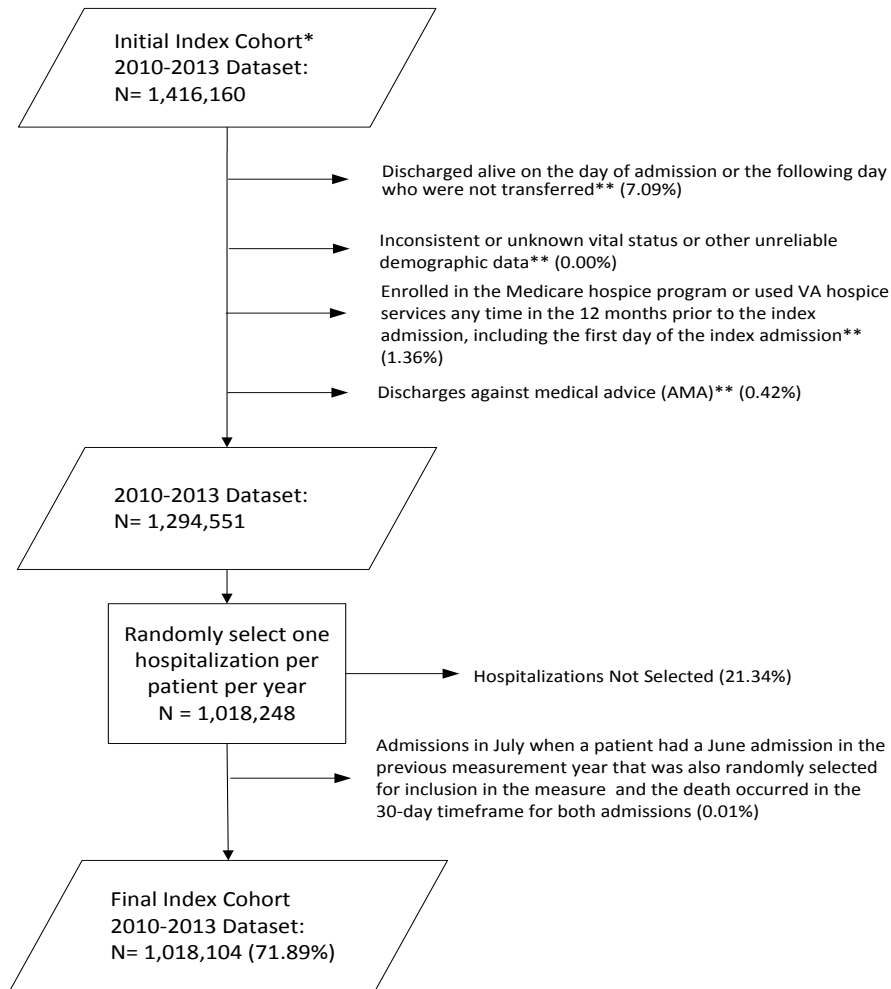 Initial Index Cohort*
2010-2013 Dataset:
N= 1,416,160
Discharged alive on the day of admission or the following day
who were not transferred** (7.09%)
Inconsistent or unknown vital status or other unreliable
demographic data** (0.00%)
Enrolled in the Medicare hospice program or used VA hospice
services any time in the 12 months prior to the index
admission, including the first day of the index admission**
(1.36%)
Discharges against medical advice (AMA)** (0.42%)
2010-2013 Dataset:
N= 1,294,551
Randomly select one
hospitalization per
patient per year
N = 1,018,248
Hospitalizations Not Selected (21.34%)
Admissions in July when a patient had a June admission in the
previous measurement year that was also randomly selected
for inclusion in the measure and the death occurred in the
30-day timeframe for both admissions (0.01%)
Final Index Cohort
2010-2013 Dataset:
N= 1,018,104 (71.89%)